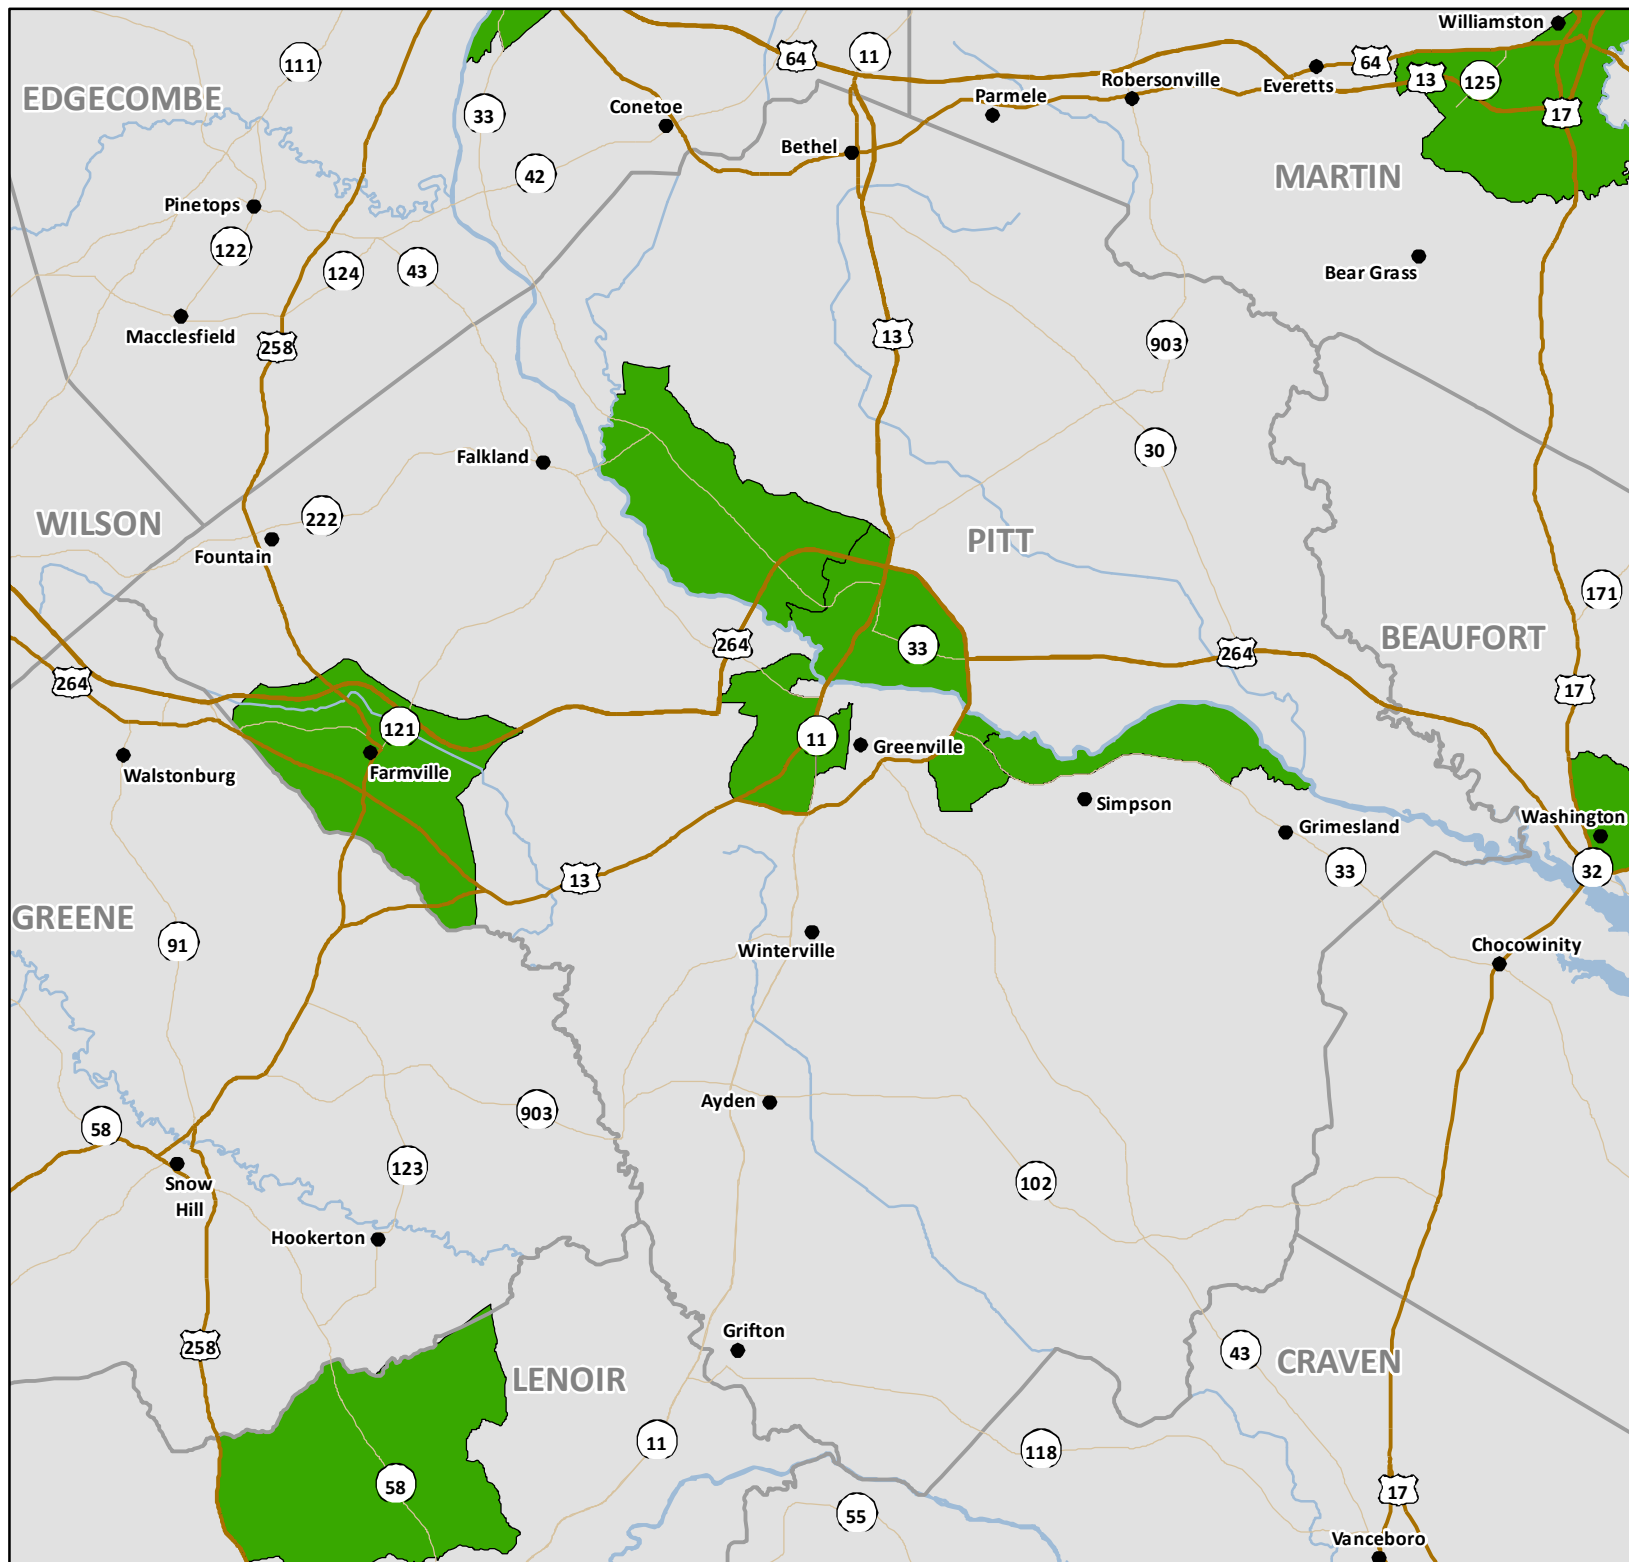 Williamston
64
11
111
EDGECOMBE
33
Conetoe
Parmele
Robersonville
Everetts
64
13
125
17
Bethel
42
MARTIN
Pinetops
122
124
43
Bear Grass
Macclesfield
258
13
903
Falkland
30
WILSON
222
Fountain
PITT
171
264
33
264
BEAUFORT
264
17
121
11
Greenville
Walstonburg
Farmville
Simpson
Grimesland
Washington
13
33
32
GREENE
91
Winterville
Chocowinity
58
903
Ayden
123
102
Snow
Hill
Hookerton
258
Grifton
43
LENOIR
CRAVEN
11
118
58
55
17
Vanceboro